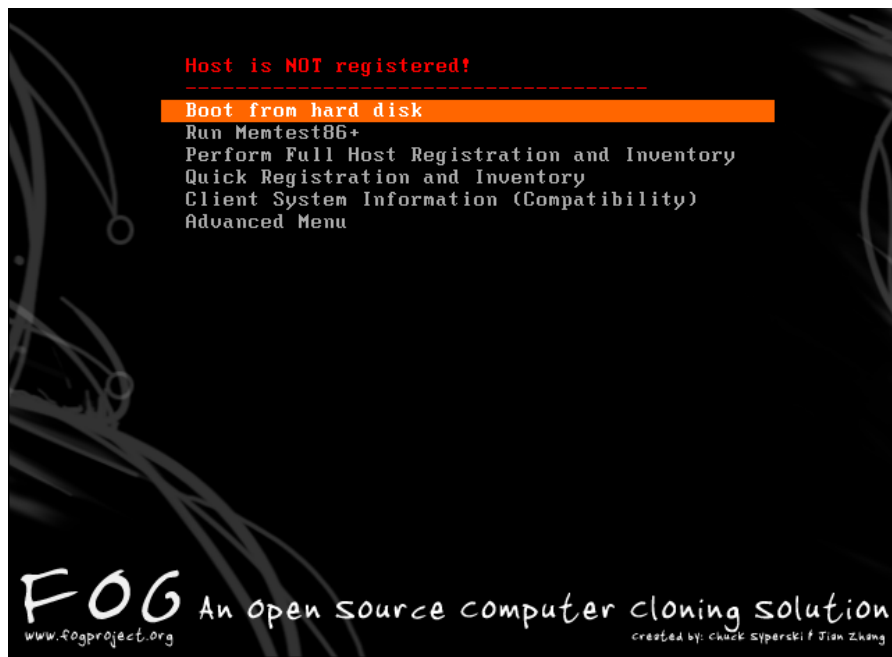 Host is NOT registered!
--------------------------------------
Boot from hard disk
Run Memtest86+
Perform Full Host Registration and Inventory
Quick Registration and Inventory
Client System Information (Compatibility)
Advanced Menu
FOG An Open Source Computer Cloning Solution
www.fogproject.org
Created by: Chuck Syperski & Jian Zhang